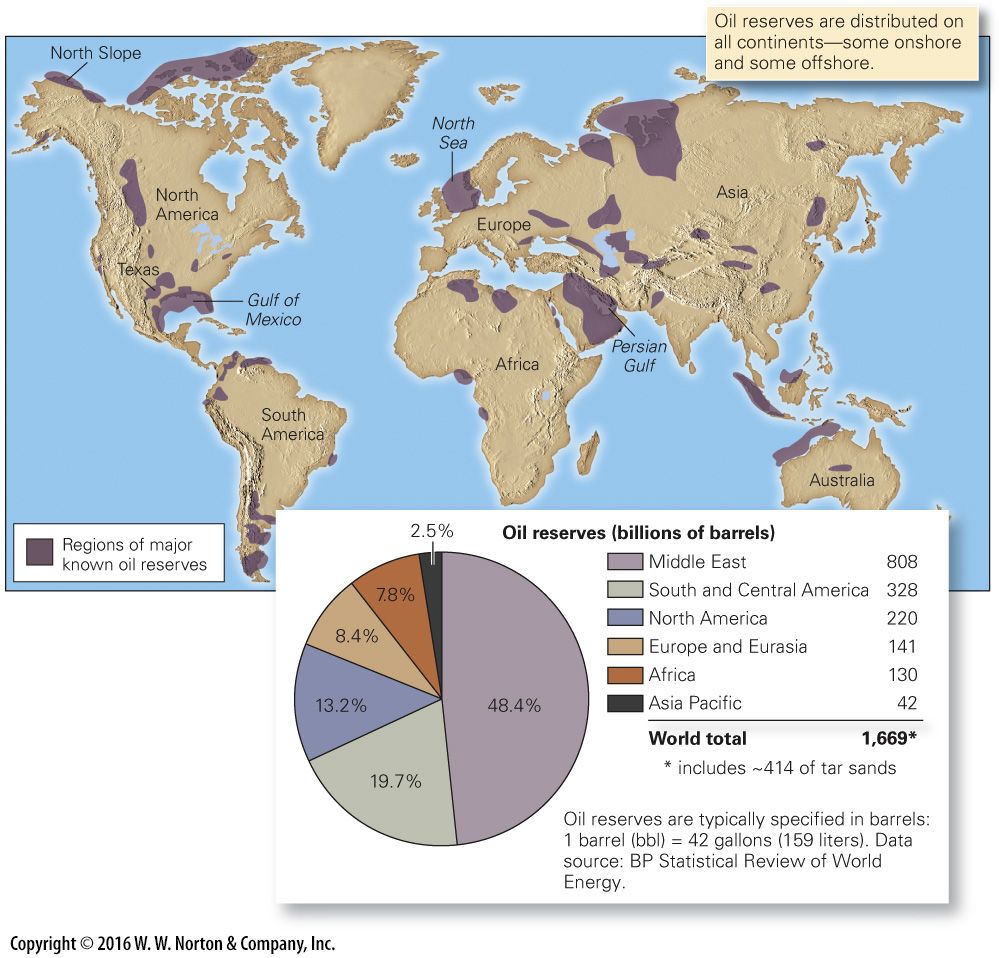 Oil reserves are distributed on
all continents—some onshore
and some offshore.
North Slope
North
Sea
North
America
Asia
Europe
Texas
Gulf of
Mexico
Persian
Gulf
Africa
South
America
Australia
Regions of major
known oil reserves
2.5%
7.8%
8.4%
13.2%
19.7%
48.4%
Oil reserves (billions of barrels)
Middle East 808
South and Central America 328
North America 220
Europe and Eurasia 141
Africa 130
Asia Pacific 42
World total 1,669*
* includes ~414 of tar sands
Oil reserves are typically specified in barrels:
1 barrel (bbl) = 42 gallons (159 liters). Data
source: BP Statistical Review of World
Energy.
Copyright © 2016 W. W. Norton & Company, Inc.